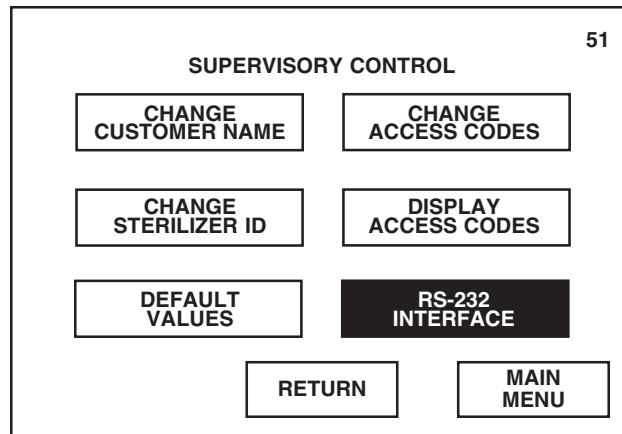 51
SUPERVISORY CONTROL
CHANGE
CUSTOMER NAME
CHANGE
ACCESS CODES
CHANGE
STERILIZER ID
DISPLAY
ACCESS CODES
DEFAULT
VALUES
RS-232
INTERFACE
RETURN
MAIN
MENU